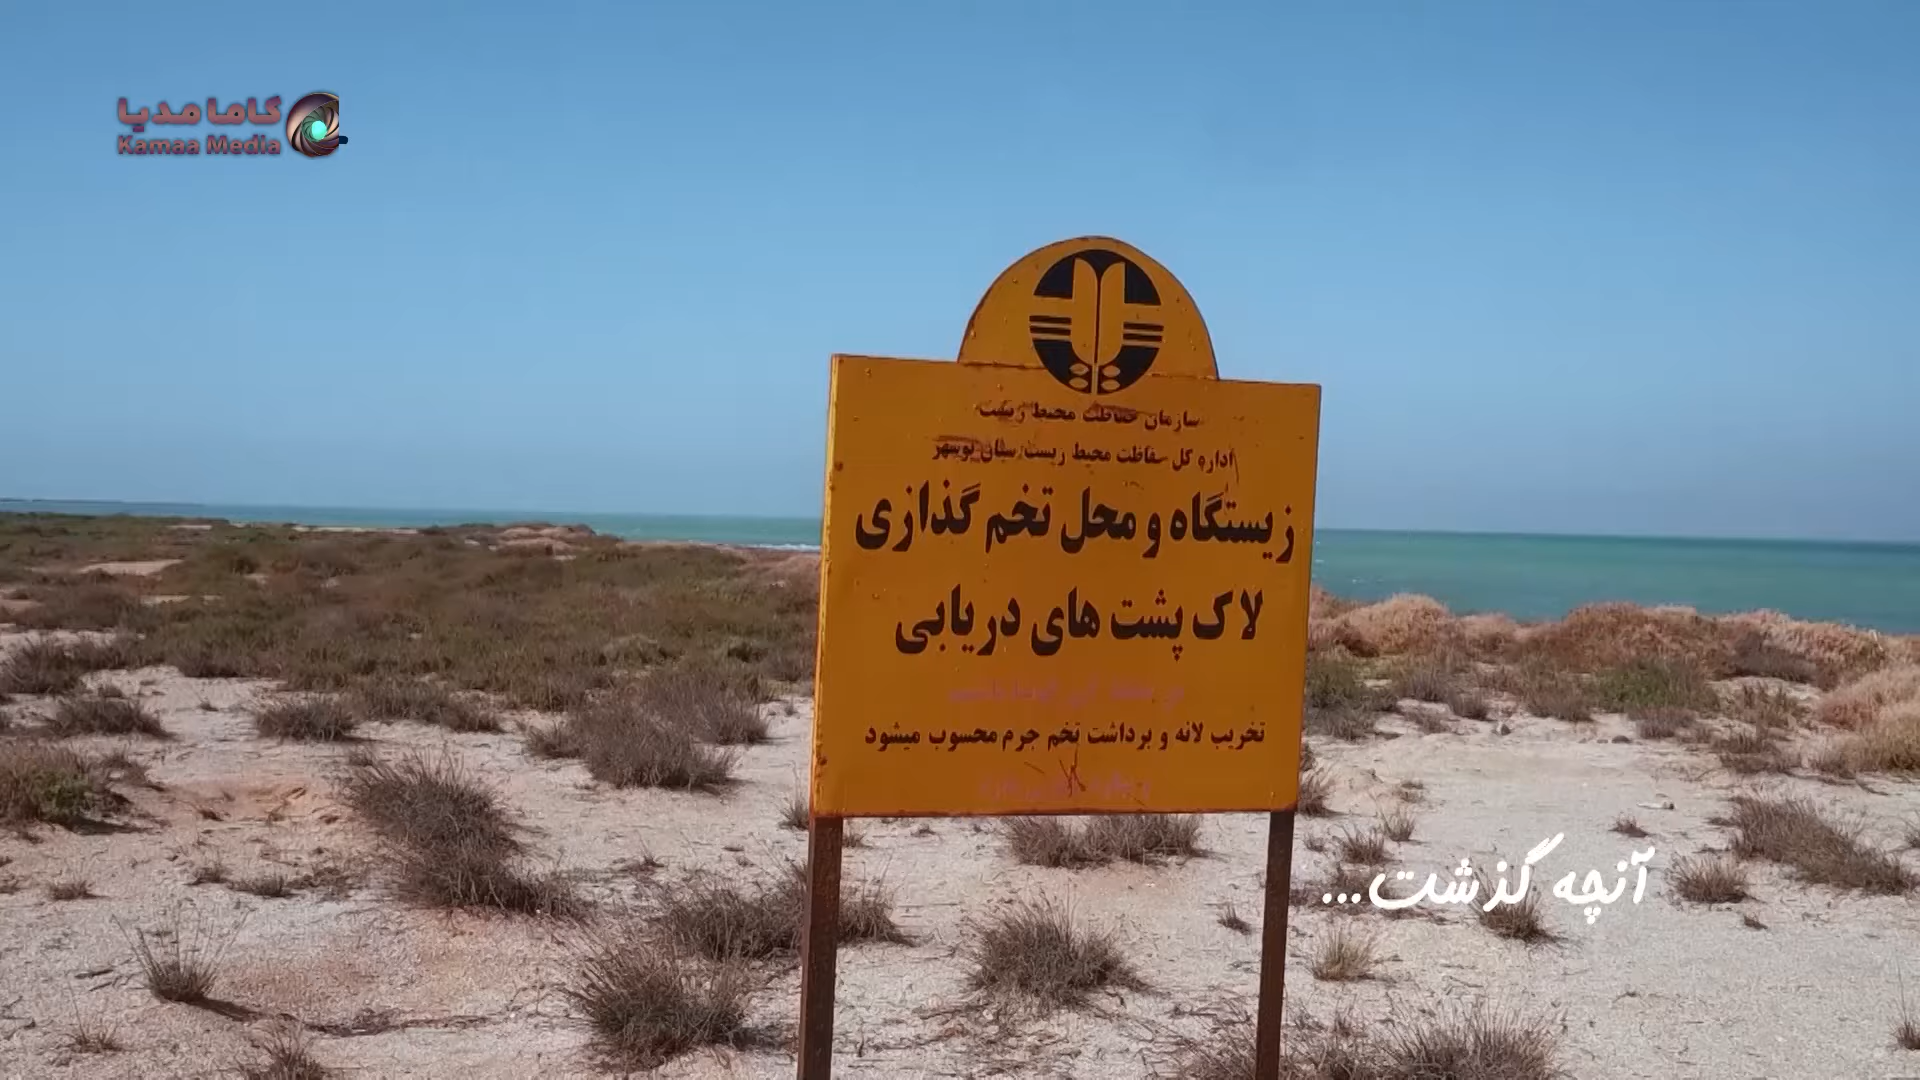 کاما مدیا
Kamaa Media
سازمان حفاظت محیط زیست
اداره کل حفاظت محیط زیست استان بوشهر
زیستگاه و محل تخم گذاری
لاک پشت های دریایی
تخریب لانه و برداشت تخم جرم محسوب میشود
آنچه گذشت...